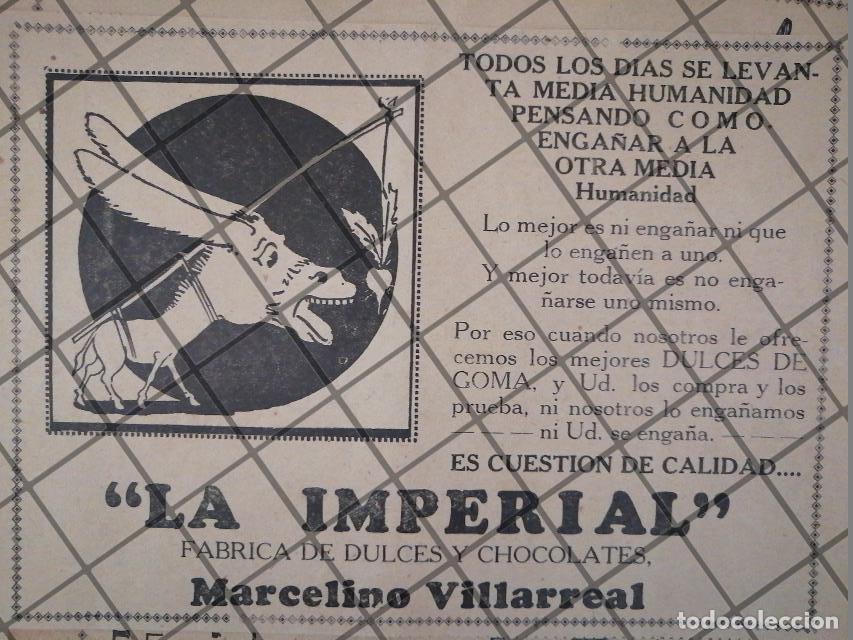 TODOS LOS DIAS SE LEVAN-
TA MEDIA HUMANIDAD
PENSANDO COMO
ENGAÑAR A LA
OTRA MEDIA
Humanidad
Lo mejor es ni engañar ni que
lo engañen a uno.
Y mejor todavía es no enga-
ñarse uno mismo.
Por eso cuando nosotros le ofre-
cemos los mejores DULCES DE
GOMA, y Ud. los compra y los
prueba, ni nosotros lo engañamos
— — — ni Ud. se engaña. — — —
ES CUESTION DE CALIDAD....
“LA IMPERIAL”
FABRICA DE DULCES Y CHOCOLATES,
Marcelino Villarreal
todocoleccion